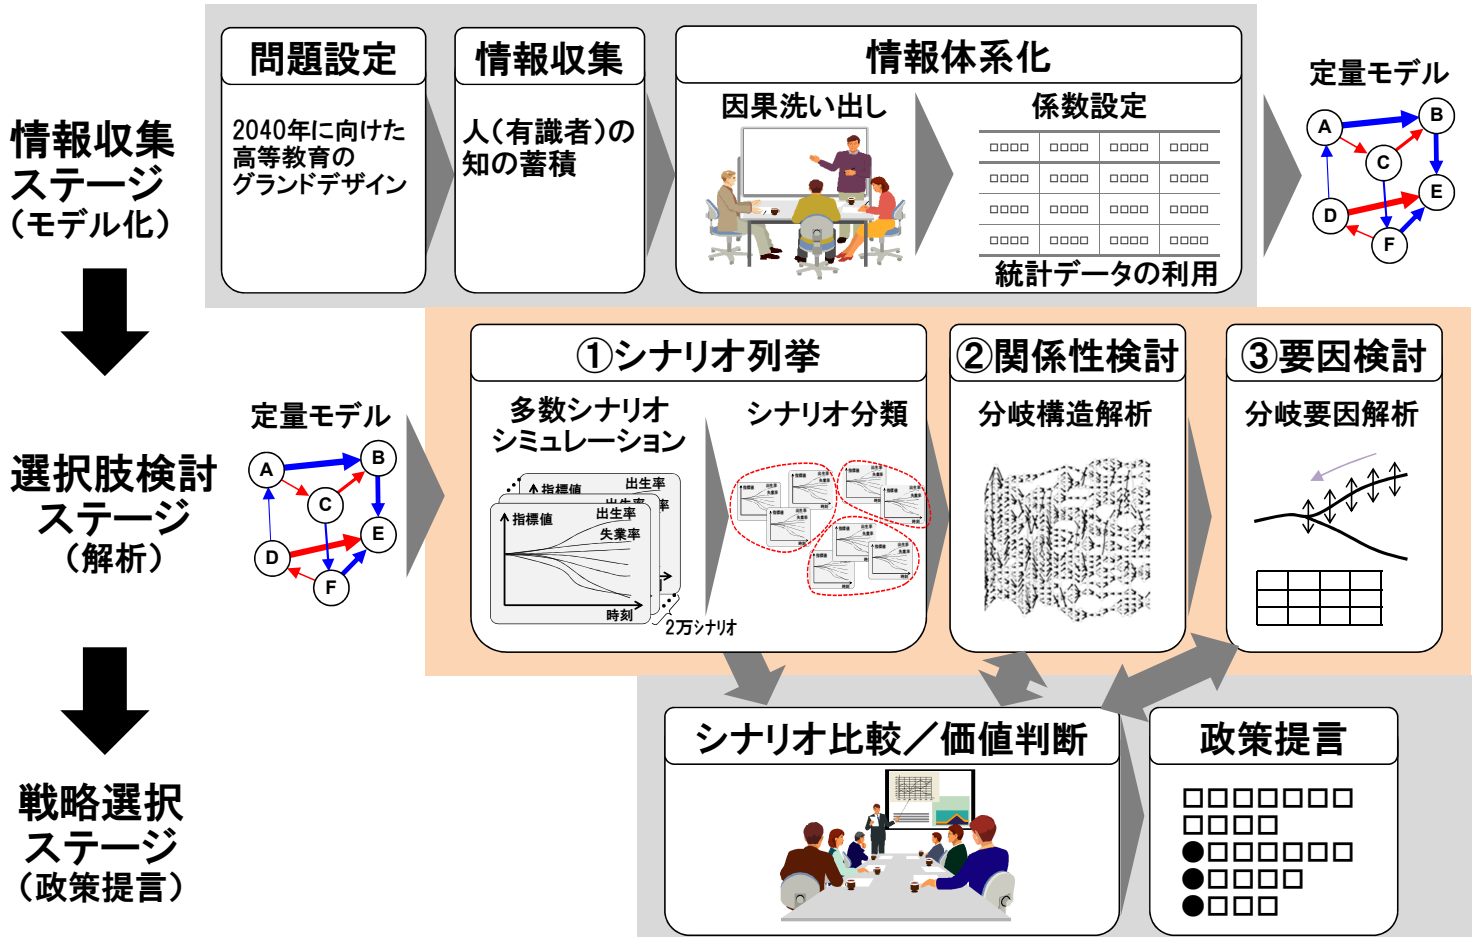 情報収集
ステージ
（モデル化）
問題設定
2040年に向けた
高等教育の
グランドデザイン
情報収集
人（有識者）の
知の蓄積
情報体系化
因果洗い出し
係数設定
□□□□ □□□□ □□□□ □□□□
□□□□ □□□□ □□□□ □□□□
□□□□ □□□□ □□□□ □□□□
□□□□ □□□□ □□□□ □□□□
統計データの利用
定量モデル
A
B
C
D
E
F
選択肢検討
ステージ
（解析）
定量モデル
A
B
C
D
E
F
①シナリオ列挙
多数シナリオ
シミュレーション
指標値
出生率
指標値
出生率
失業率
時刻
2万シナリオ
シナリオ分類
②関係性検討
分岐構造解析
③要因検討
分岐要因解析
戦略選択
ステージ
（政策提言）
シナリオ比較／価値判断
政策提言
□□□□□□□
□□□□
●□□□□□□
●□□□□
●□□□